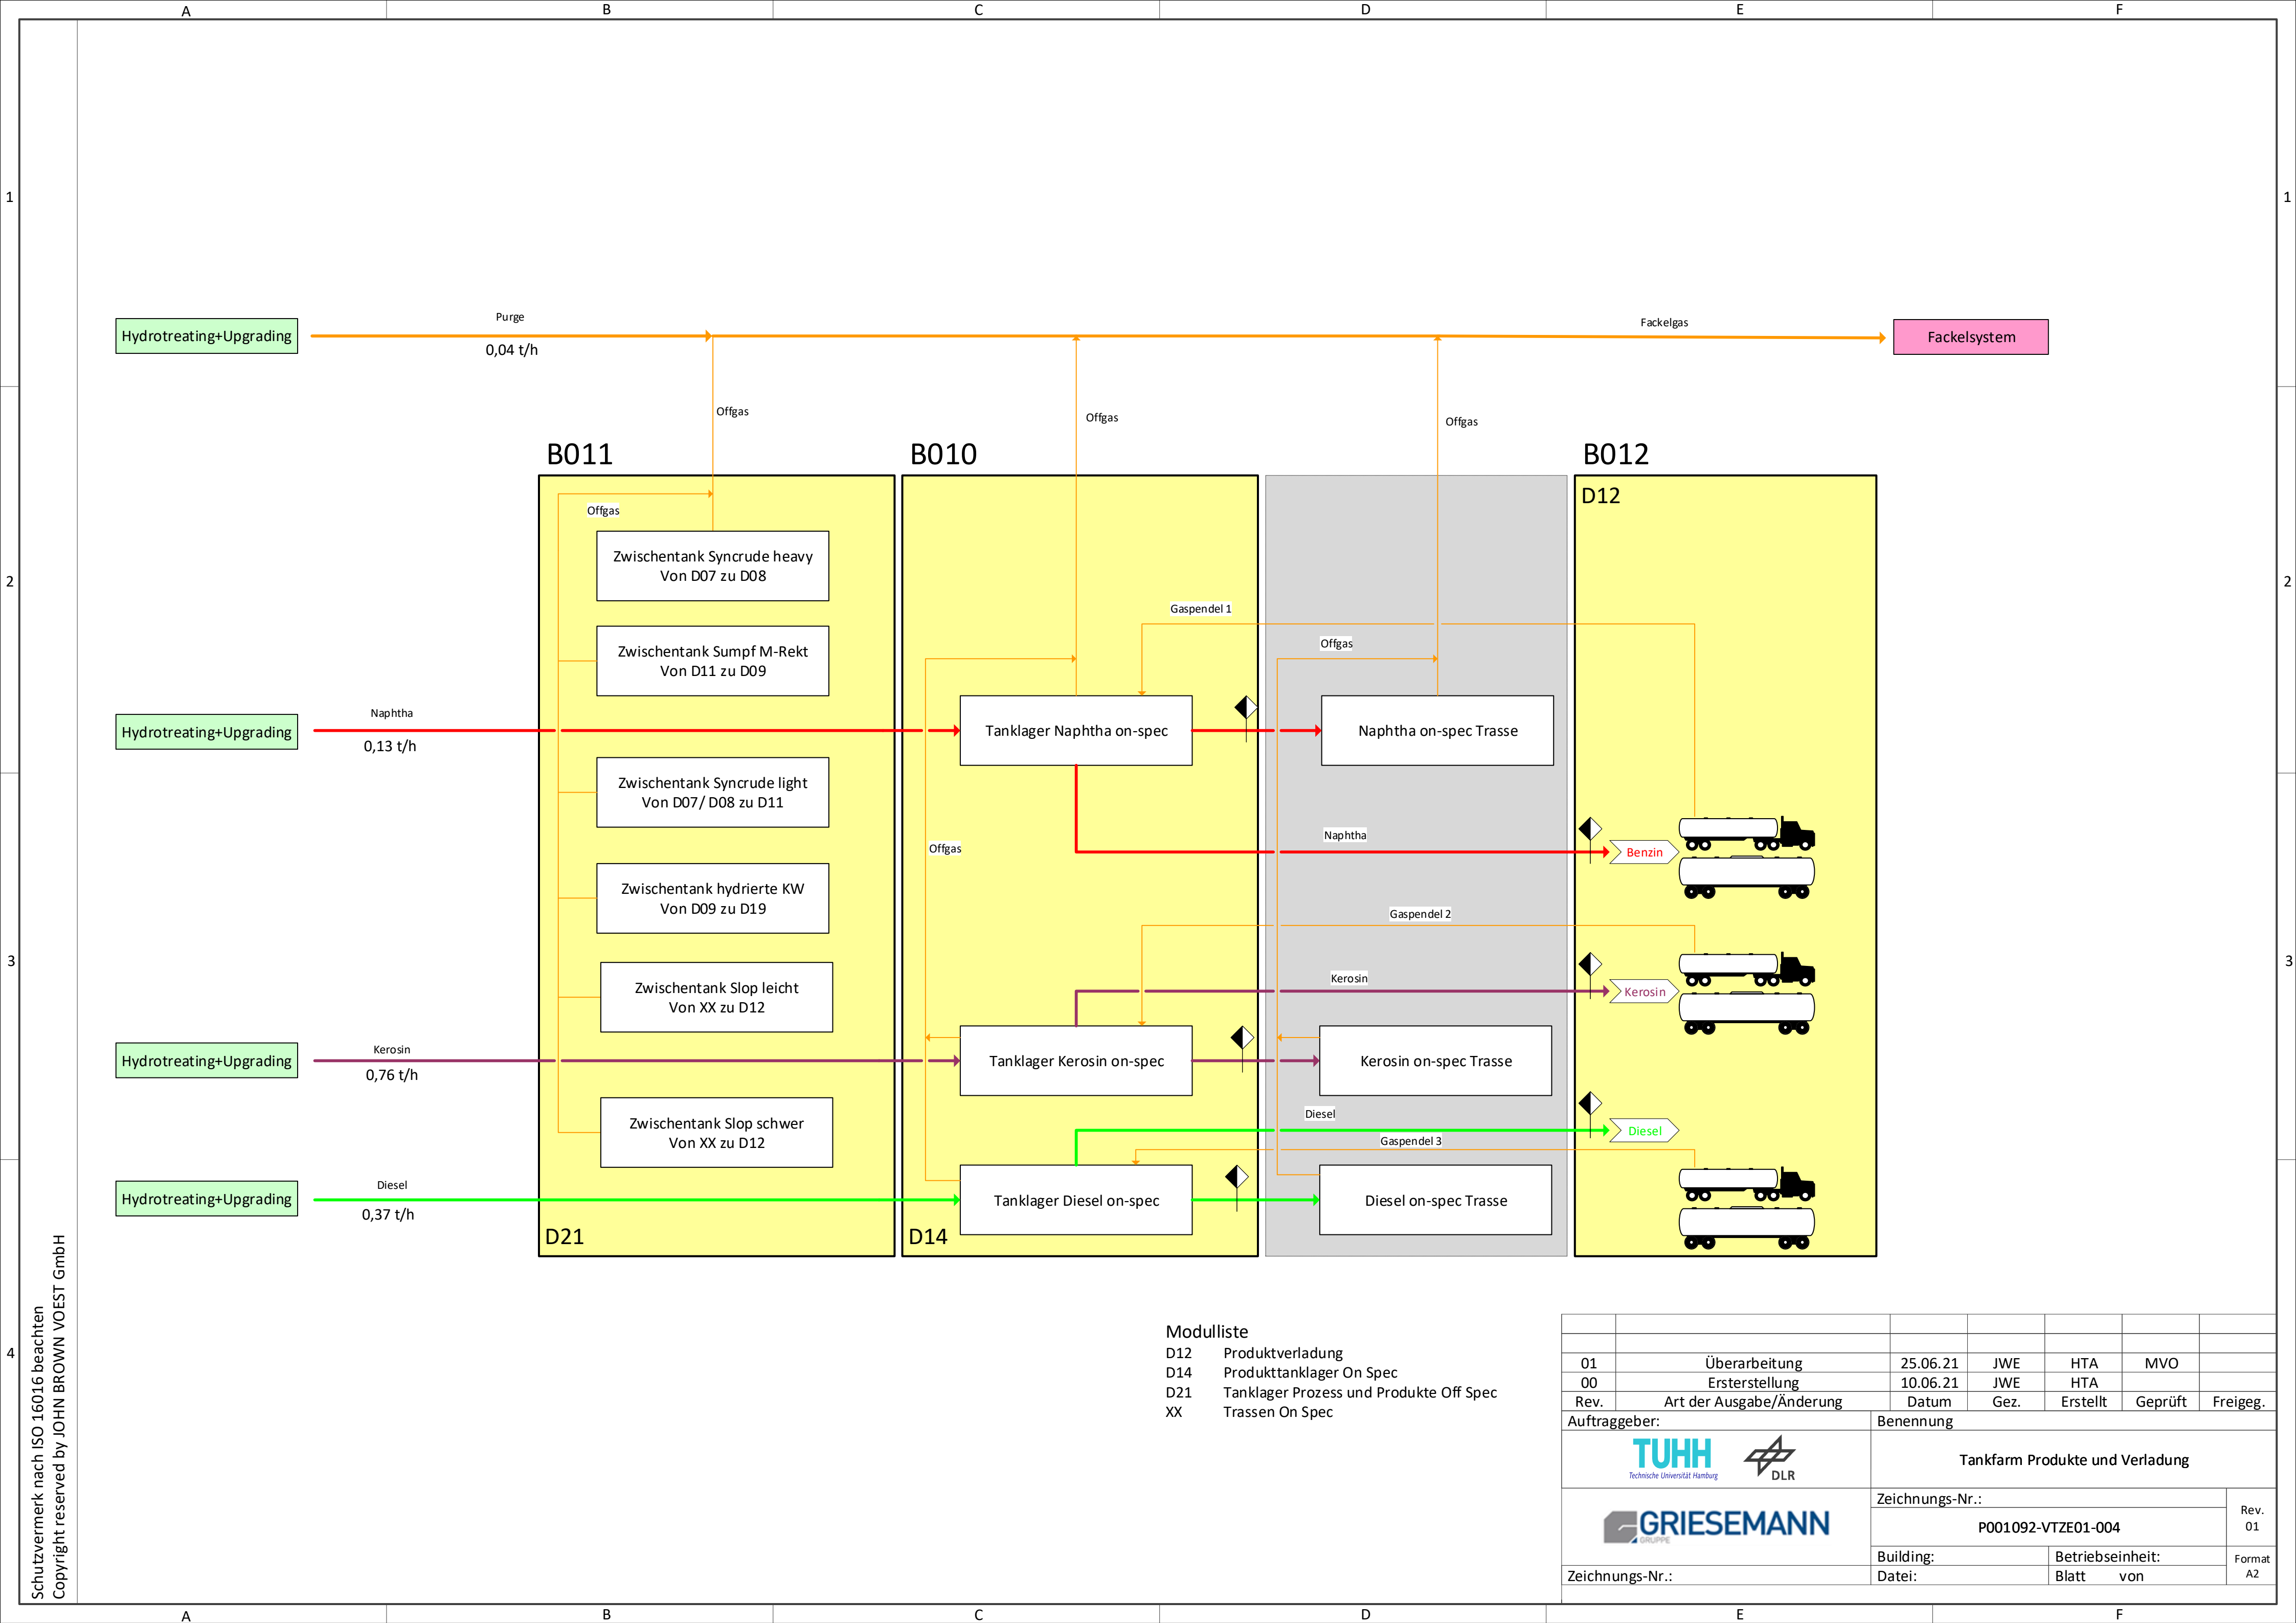 A
B
C
D
E
F
1
1
Purge
Fackelgas
Hydrotreating+Upgrading
Fackelsystem
0,04 t/h
Offgas
Offgas
Offgas
B011
B010
B012
D12
Offgas
Zwischentank Syncrude heavy
Von D07 zu D08
2
2
Gaspendel 1
Offgas
Zwischentank Sumpf M-Rekt
Von D11 zu D09
Naphtha
Hydrotreating+Upgrading
0,13 t/h
Tanklager Naphtha on-spec
Naphtha on-spec Trasse
Zwischentank Syncrude light
Von D07/ D08 zu D11
Naphtha
Offgas
Benzin
Zwischentank hydrierte KW
Von D09 zu D19
Gaspendel 2
3
3
Kerosin
Zwischentank Slop leicht
Von XX zu D12
Kerosin
Kerosin
Hydrotreating+Upgrading
0,76 t/h
Tanklager Kerosin on-spec
Kerosin on-spec Trasse
Diesel
Zwischentank Slop schwer
Von XX zu D12
Diesel
Gaspendel 3
Diesel
Hydrotreating+Upgrading
0,37 t/h
Tanklager Diesel on-spec
Diesel on-spec Trasse
D21
D14
Schutzvermerk nach ISO 16016 beachten
Copyright reserved by JOHN BROWN VOEST GmbH
4
Modulliste
D12 Produktverladung
D14 Produkttanklager On Spec
D21 Tanklager Prozess und Produkte Off Spec
XX Trassen On Spec
01 Überarbeitung 25.06.21 JWE HTA MVO
00 Ersterstellung 10.06.21 JWE HTA
Rev. Art der Ausgabe/Änderung Datum Gez. Erstellt Geprüft Freigeg.
Auftraggeber:
Benennung
TUHH
Technische Universität Hamburg
DLR
Tankfarm Produkte und Verladung
GRIESEMANN
GRUPPE
Zeichnungs-Nr.:
P001092-VTZE01-004
Rev.
01
Building:
Betriebseinheit:
Format
A2
Zeichnungs-Nr.:
Datei:
Blatt von
A
B
C
D
E
F